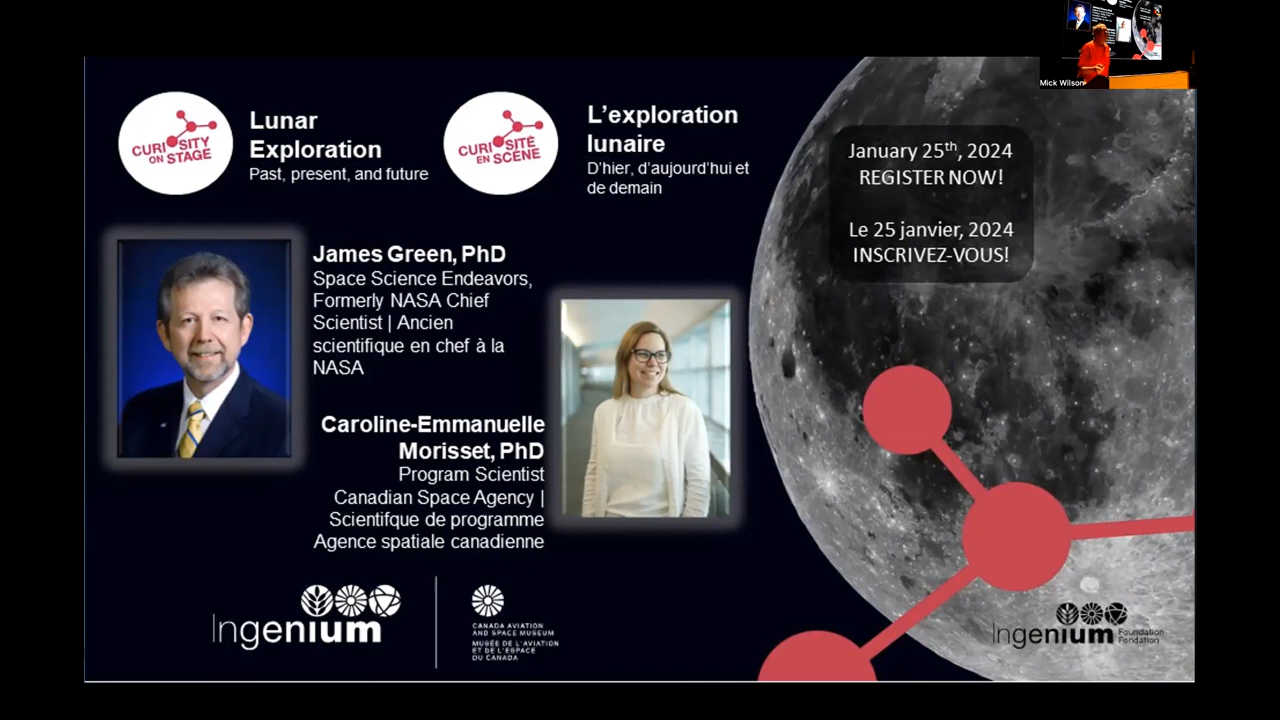 Mick Wilson
CURIOSITY
ON STAGE
Lunar
Exploration
Past, present, and future
CURIOSITÉ
EN SCÈNE
L'exploration
lunaire
D'hier, d'aujourd'hui et
de demain
January 25th, 2024
REGISTER NOW!
Le 25 janvier, 2024
INSCRIVEZ-VOUS!
James Green, PhD
Space Science Endeavors,
Formerly NASA Chief
Scientist | Ancien
scientifique en chef à la
NASA
Caroline-Emmanuelle
Morisset, PhD
Program Scientist
Canadian Space Agency |
Scientifque de programme
Agence spatiale canadienne
Ingenium
CANADA AVIATION
AND SPACE MUSEUM
MUSÉE DE L'AVIATION
ET DE L'ESPACE
DU CANADA
Ingenium
Foundation
Fondation